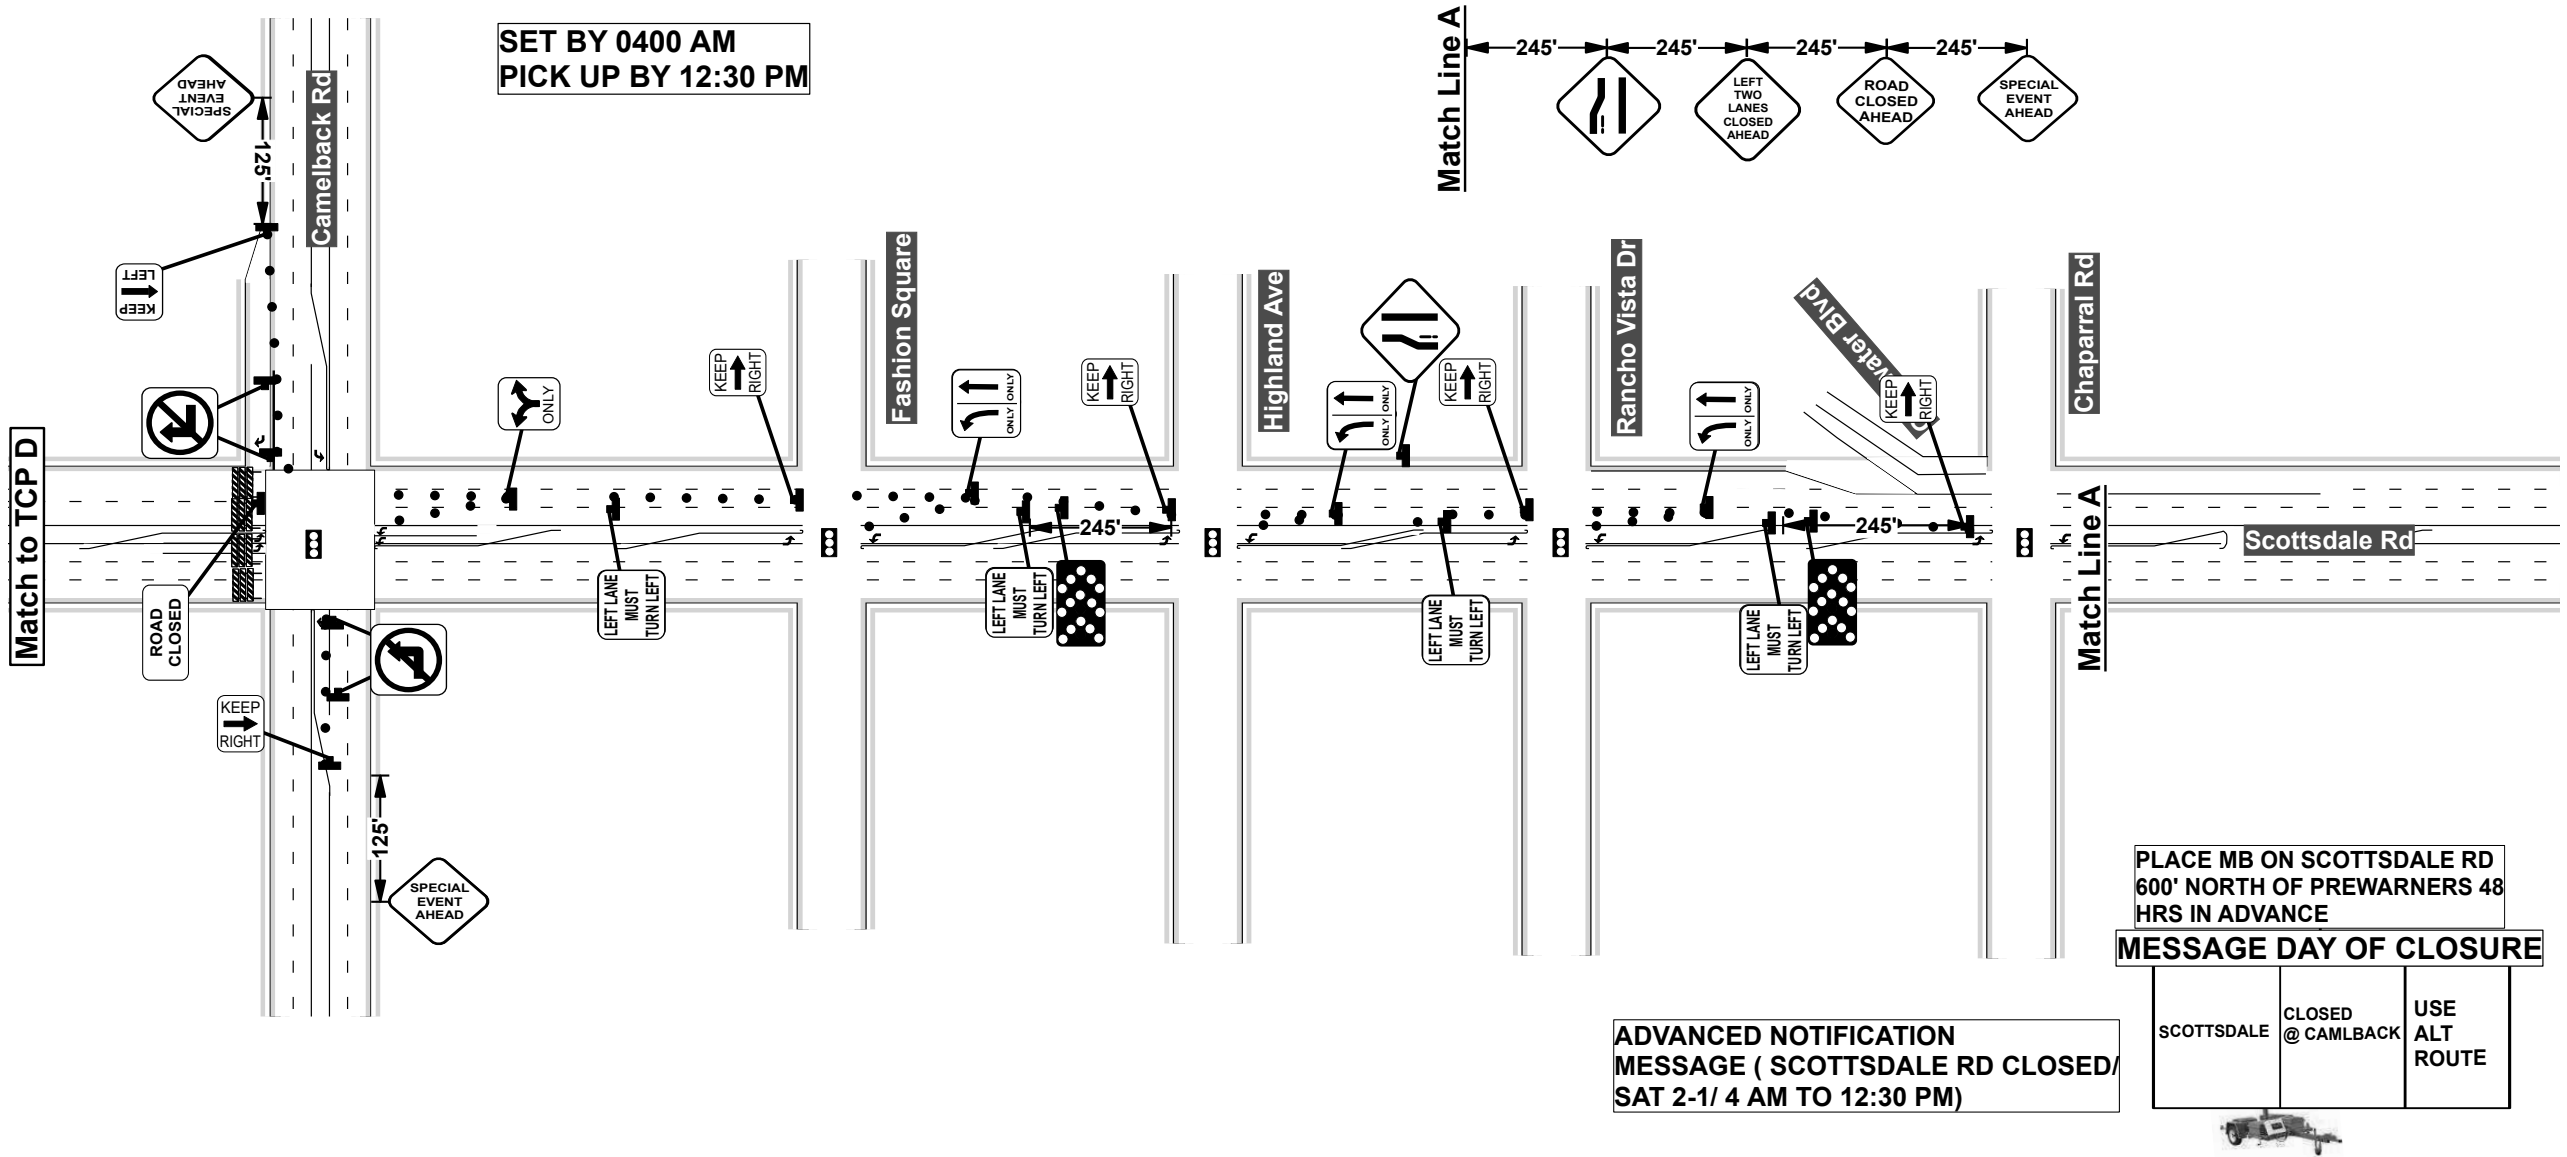 SET BY 0400 AM
PICK UP BY 12:30 PM
Match Line A
245'
245'
245'
245'
LEFT
TWO
LANES
CLOSED
AHEAD
ROAD
CLOSED
AHEAD
SPECIAL
EVENT
AHEAD
SPECIAL
EVENT
AHEAD
125'
Camelback Rd
KEEP
LEFT
Match to TCP D
ROAD
CLOSED
KEEP
RIGHT
125'
SPECIAL
EVENT
AHEAD
ONLY
LEFT LANE
MUST
TURN LEFT
KEEP
RIGHT
Fashion Square
ONLY
ONLY
LEFT LANE
MUST
TURN LEFT
245'
KEEP
RIGHT
Highland Ave
ONLY
ONLY
LEFT LANE
MUST
TURN LEFT
KEEP
RIGHT
Rancho Vista Dr
ONLY
ONLY
LEFT LANE
MUST
TURN LEFT
245'
Blvd
KEEP
RIGHT
Chaparral Rd
Match Line A
Scottsdale Rd
PLACE MB ON SCOTTSDALE RD
600' NORTH OF PREWARNERS 48
HRS IN ADVANCE
MESSAGE DAY OF CLOSURE
SCOTTSDALE
CLOSED
@ CAMLBACK
USE
ALT
ROUTE
ADVANCED NOTIFICATION
MESSAGE ( SCOTTSDALE RD CLOSED/
SAT 2-1/ 4 AM TO 12:30 PM)